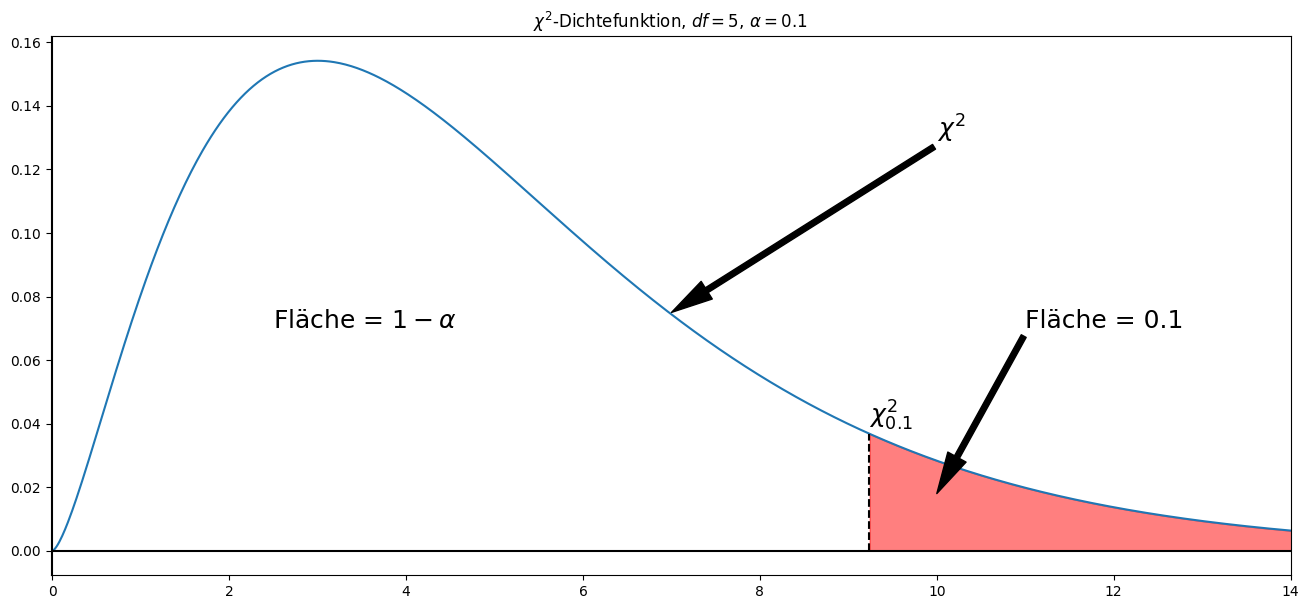 χ²-Dichtefunktion, df = 5, α = 0.1
0.16
0.14
0.12
0.10
0.08
0.06
0.04
0.02
0.00
χ²
Fläche = 1 − α
Fläche = 0.1
χ²₀.₁
0 2 4 6 8 10 12 14